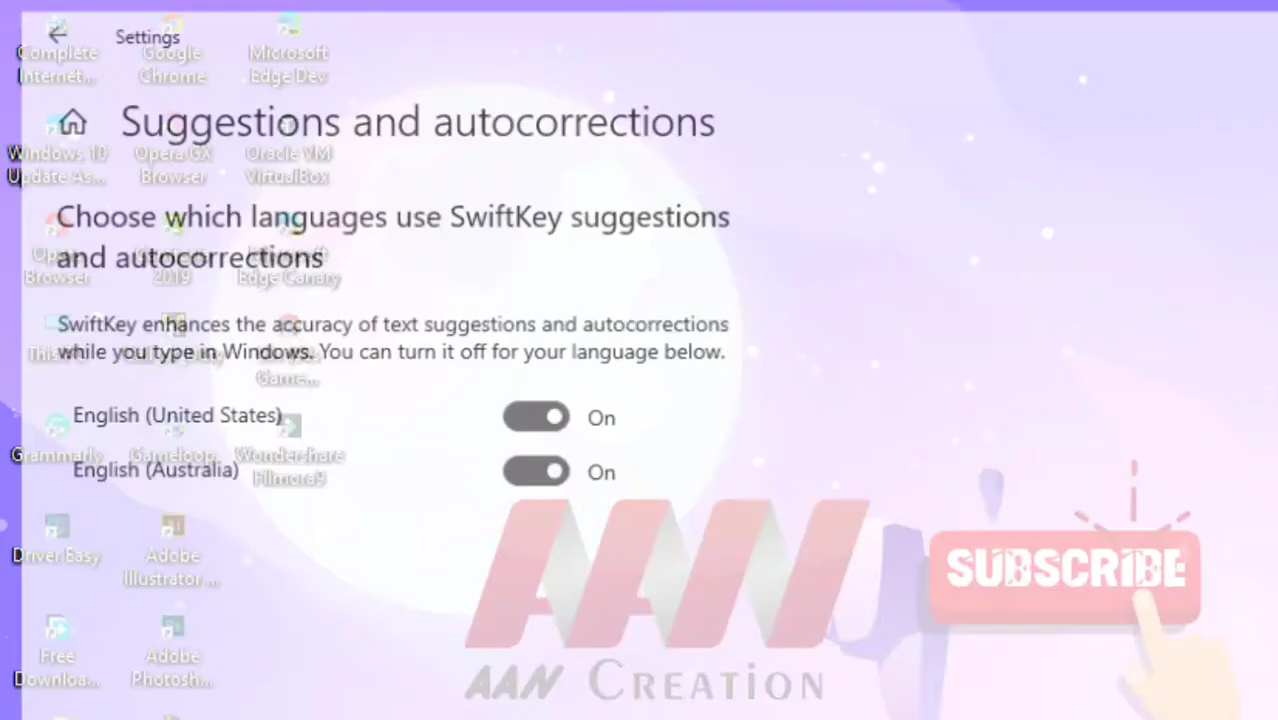 Settings
Suggestions and autocorrections
Choose which languages use SwiftKey suggestions
and autocorrections
SwiftKey enhances the accuracy of text suggestions and autocorrections
while you type in Windows. You can turn it off for your language below.
English (United States)
On
English (Australia)
On
Complete
Internet...
Google
Chrome
Microsoft
Edge Dev
Windows 10
Update As...
Opera GX
Browser
Oracle VM
VirtualBox
Browser
2019
Edge Canary
Game...
Grammarly
Gameloop
Wondershare
Filmora9
Driver Easy
Adobe
Illustrator ...
Free
Downloa...
Adobe
Photosh...
AAN
AAN CREATION
SUBSCRIBE